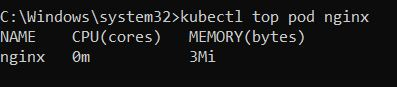 C:\Windows\system32>kubectl top pod nginx
NAME    CPU(cores)   MEMORY(bytes)
nginx   0m           3Mi